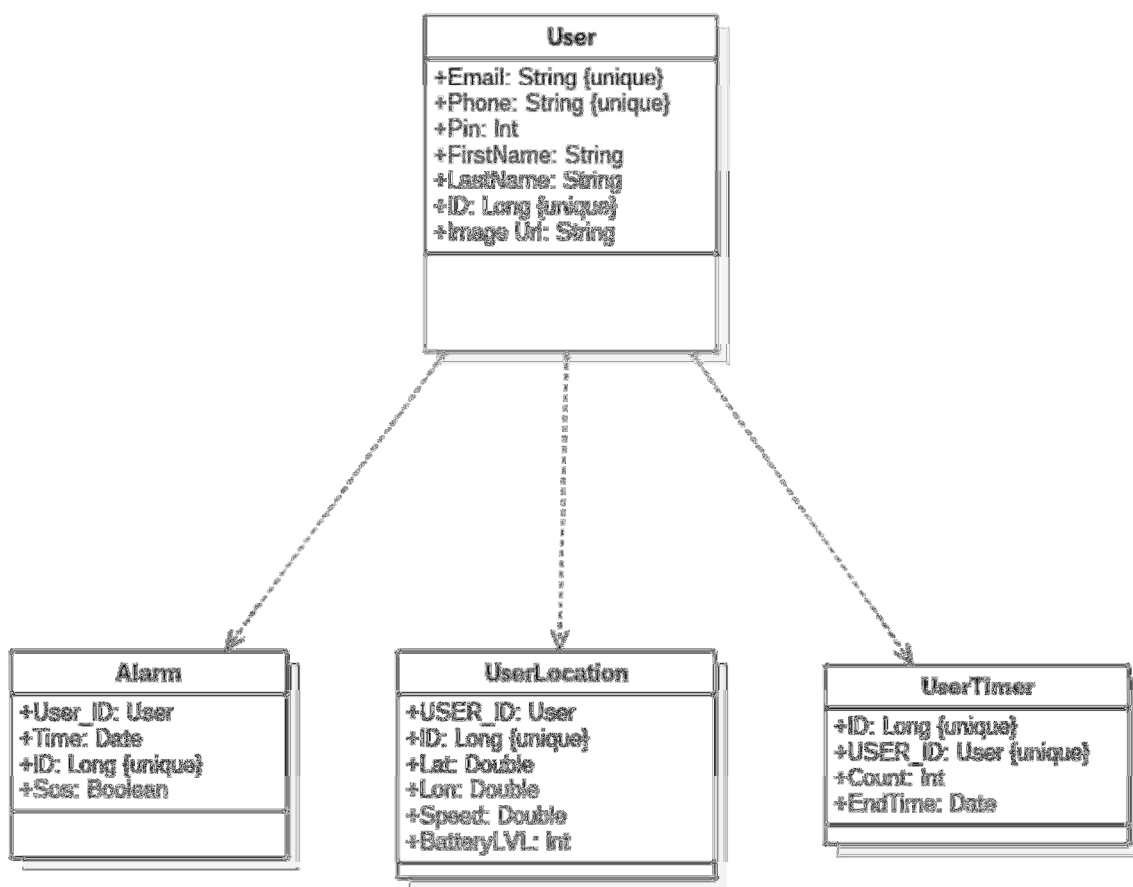 User
+Email: String {unique}
+Phone: String {unique}
+Pin: Int
+FirstName: String
+LastName: String
+ID: Long {unique}
+Image Url: String
Alarm
+User_ID: User
+Time: Date
+ID: Long {unique}
+Sos: Boolean
UserLocation
+USER_ID: User
+ID: Long {unique}
+Lat: Double
+Lon: Double
+Speed: Double
+BatteryLVL: Int
UserTimer
+ID: Long {unique}
+USER_ID: User {unique}
+Count: Int
+EndTime: Date